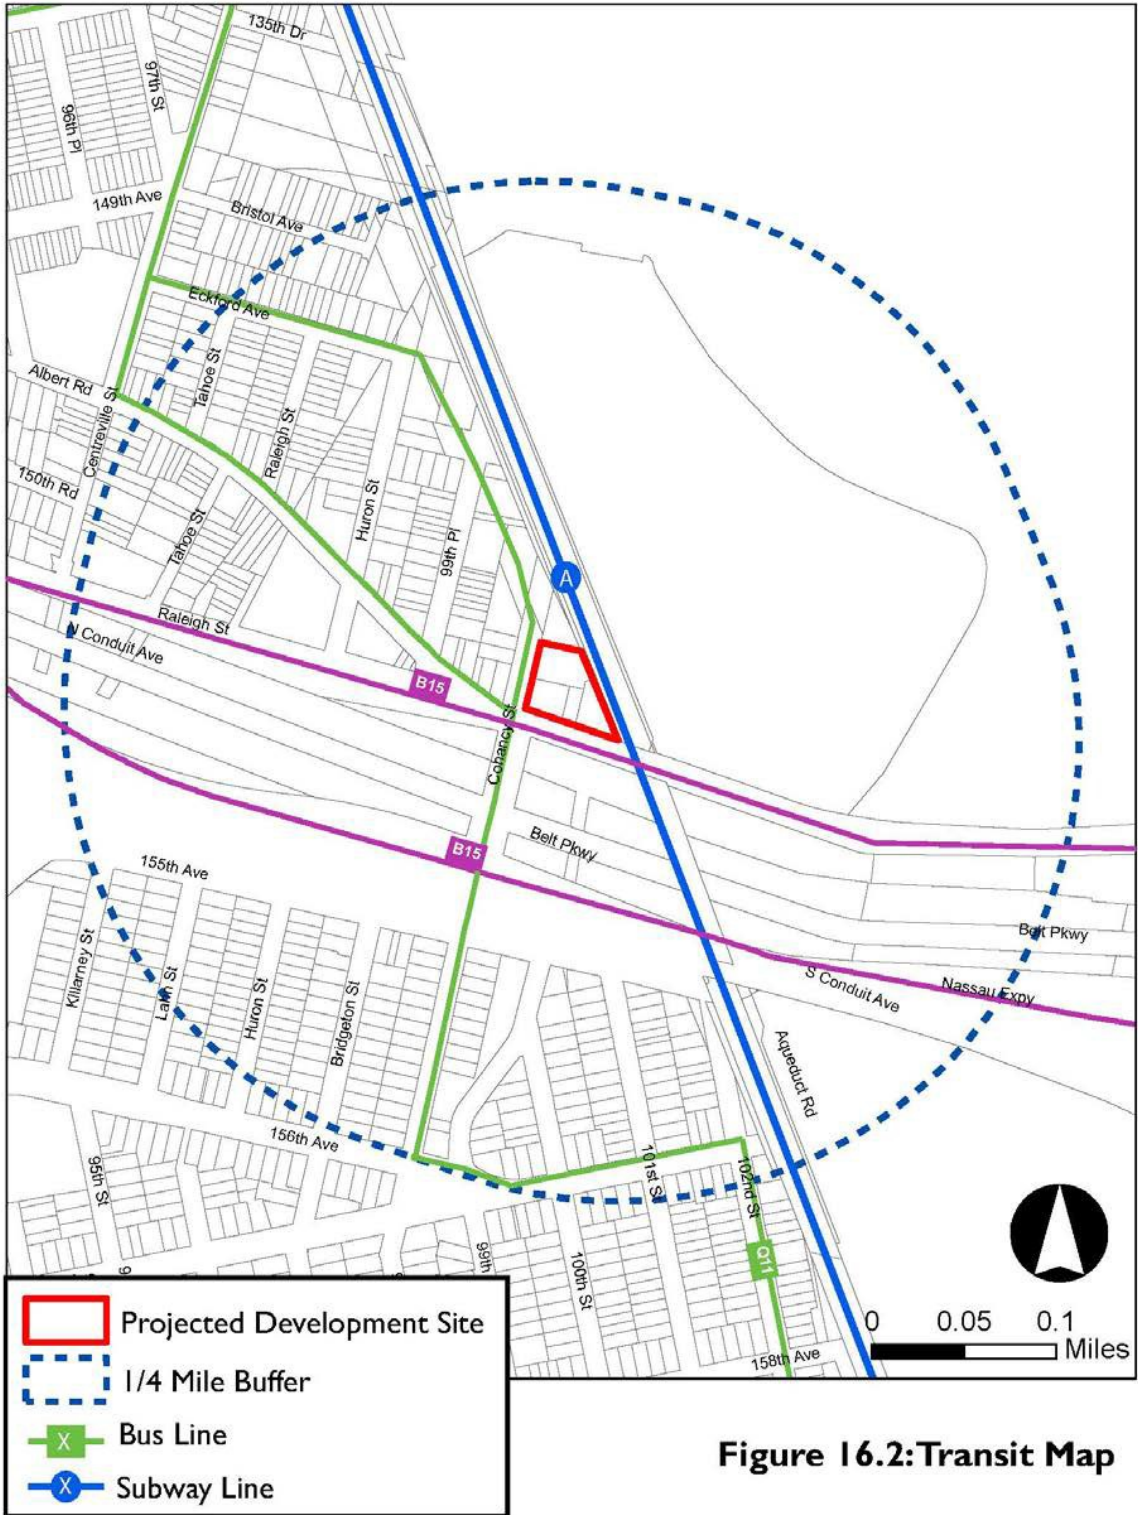 135th Dr
97th St
96th Pl
149th Ave
Bristol Ave
Eckford Ave
Albert Rd
Tahoe St
Centreville St
Raleigh St
150th Rd
Huron St
Tahoe St
99th Pl
A
Raleigh St
N Conduit Ave
B15
Cohancy St
Belt Pkwy
B15
155th Ave
Killarney St
Lahn St
Huron St
Bridgeton St
Belt Pkwy
S Conduit Ave
Nassau Expy
Aqueduct Rd
156th Ave
95th St
101st St
102nd St
99th
100th St
Q11
158th Ave
0 0.05 0.1
Miles
Projected Development Site
1/4 Mile Buffer
X Bus Line
X Subway Line
Figure 16.2: Transit Map